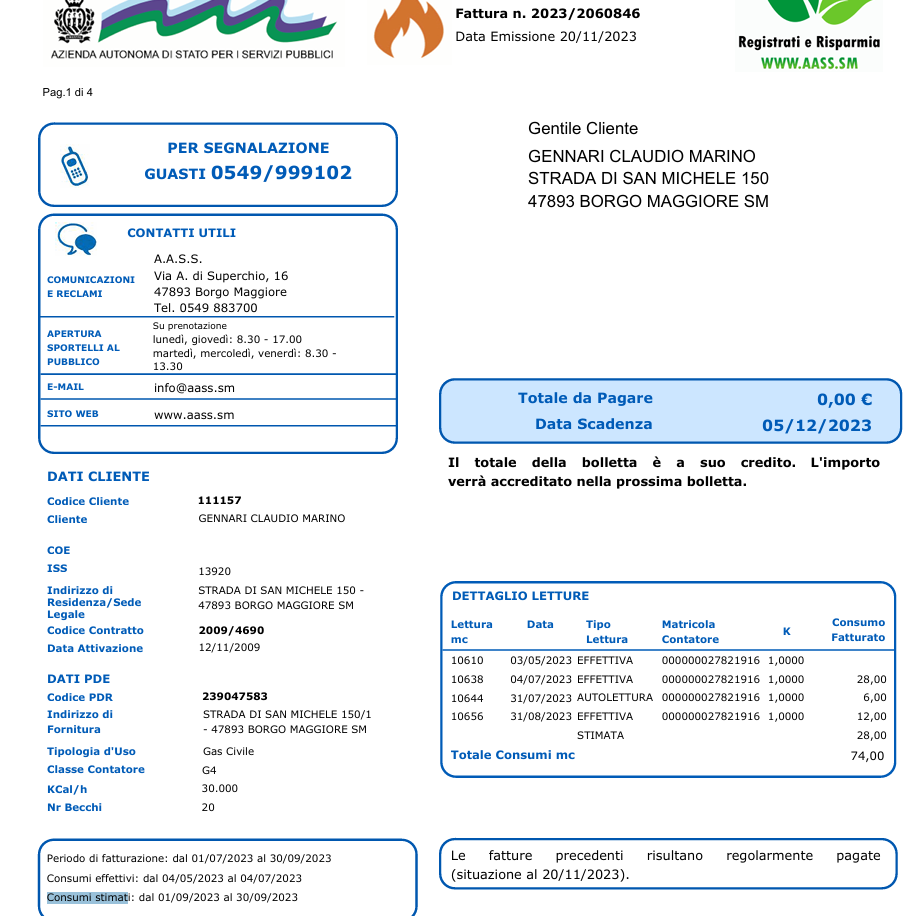 AZIENDA AUTONOMA DI STATO PER I SERVIZI PUBBLICI
Fattura n. 2023/2060846
Data Emissione 20/11/2023
Registrati e Risparmia
WWW.AASS.SM
Pag.1 di 4
PER SEGNALAZIONE
GUASTI 0549/999102
Gentile Cliente
GENNARI CLAUDIO MARINO
STRADA DI SAN MICHELE 150
47893 BORGO MAGGIORE SM
CONTATTI UTILI
COMUNICAZIONI
E RECLAMI
A.A.S.S.
Via A. di Superchio, 16
47893 Borgo Maggiore
Tel. 0549 883700
APERTURA
SPORTELLI AL
PUBBLICO
Su prenotazione
lunedì, giovedì: 8.30 - 17.00
martedì, mercoledì, venerdì: 8.30 -
13.30
E-MAIL info@aass.sm
SITO WEB www.aass.sm
Totale da Pagare 0,00 €
Data Scadenza 05/12/2023
Il totale della bolletta è a suo credito. L'importo
verrà accreditato nella prossima bolletta.
DATI CLIENTE
Codice Cliente 111157
Cliente GENNARI CLAUDIO MARINO
COE
ISS 13920
Indirizzo di
Residenza/Sede
Legale
STRADA DI SAN MICHELE 150 -
47893 BORGO MAGGIORE SM
Codice Contratto 2009/4690
Data Attivazione 12/11/2009
DATI PDE
Codice PDR 239047583
Indirizzo di
Fornitura
STRADA DI SAN MICHELE 150/1
- 47893 BORGO MAGGIORE SM
Tipologia d'Uso Gas Civile
Classe Contatore G4
KCal/h 30.000
Nr Becchi 20
DETTAGLIO LETTURE
Lettura mc Data Tipo Lettura Matricola Contatore K Consumo Fatturato
10610 03/05/2023 EFFETTIVA 000000027821916 1,0000
10638 04/07/2023 EFFETTIVA 000000027821916 1,0000 28,00
10644 31/07/2023 AUTOLETTURA 000000027821916 1,0000 6,00
10656 31/08/2023 EFFETTIVA 000000027821916 1,0000 12,00
STIMATA 28,00
Totale Consumi mc 74,00
Periodo di fatturazione: dal 01/07/2023 al 30/09/2023
Consumi effettivi: dal 04/05/2023 al 04/07/2023
Consumi stimati: dal 01/09/2023 al 30/09/2023
Le fatture precedenti risultano regolarmente pagate
(situazione al 20/11/2023).